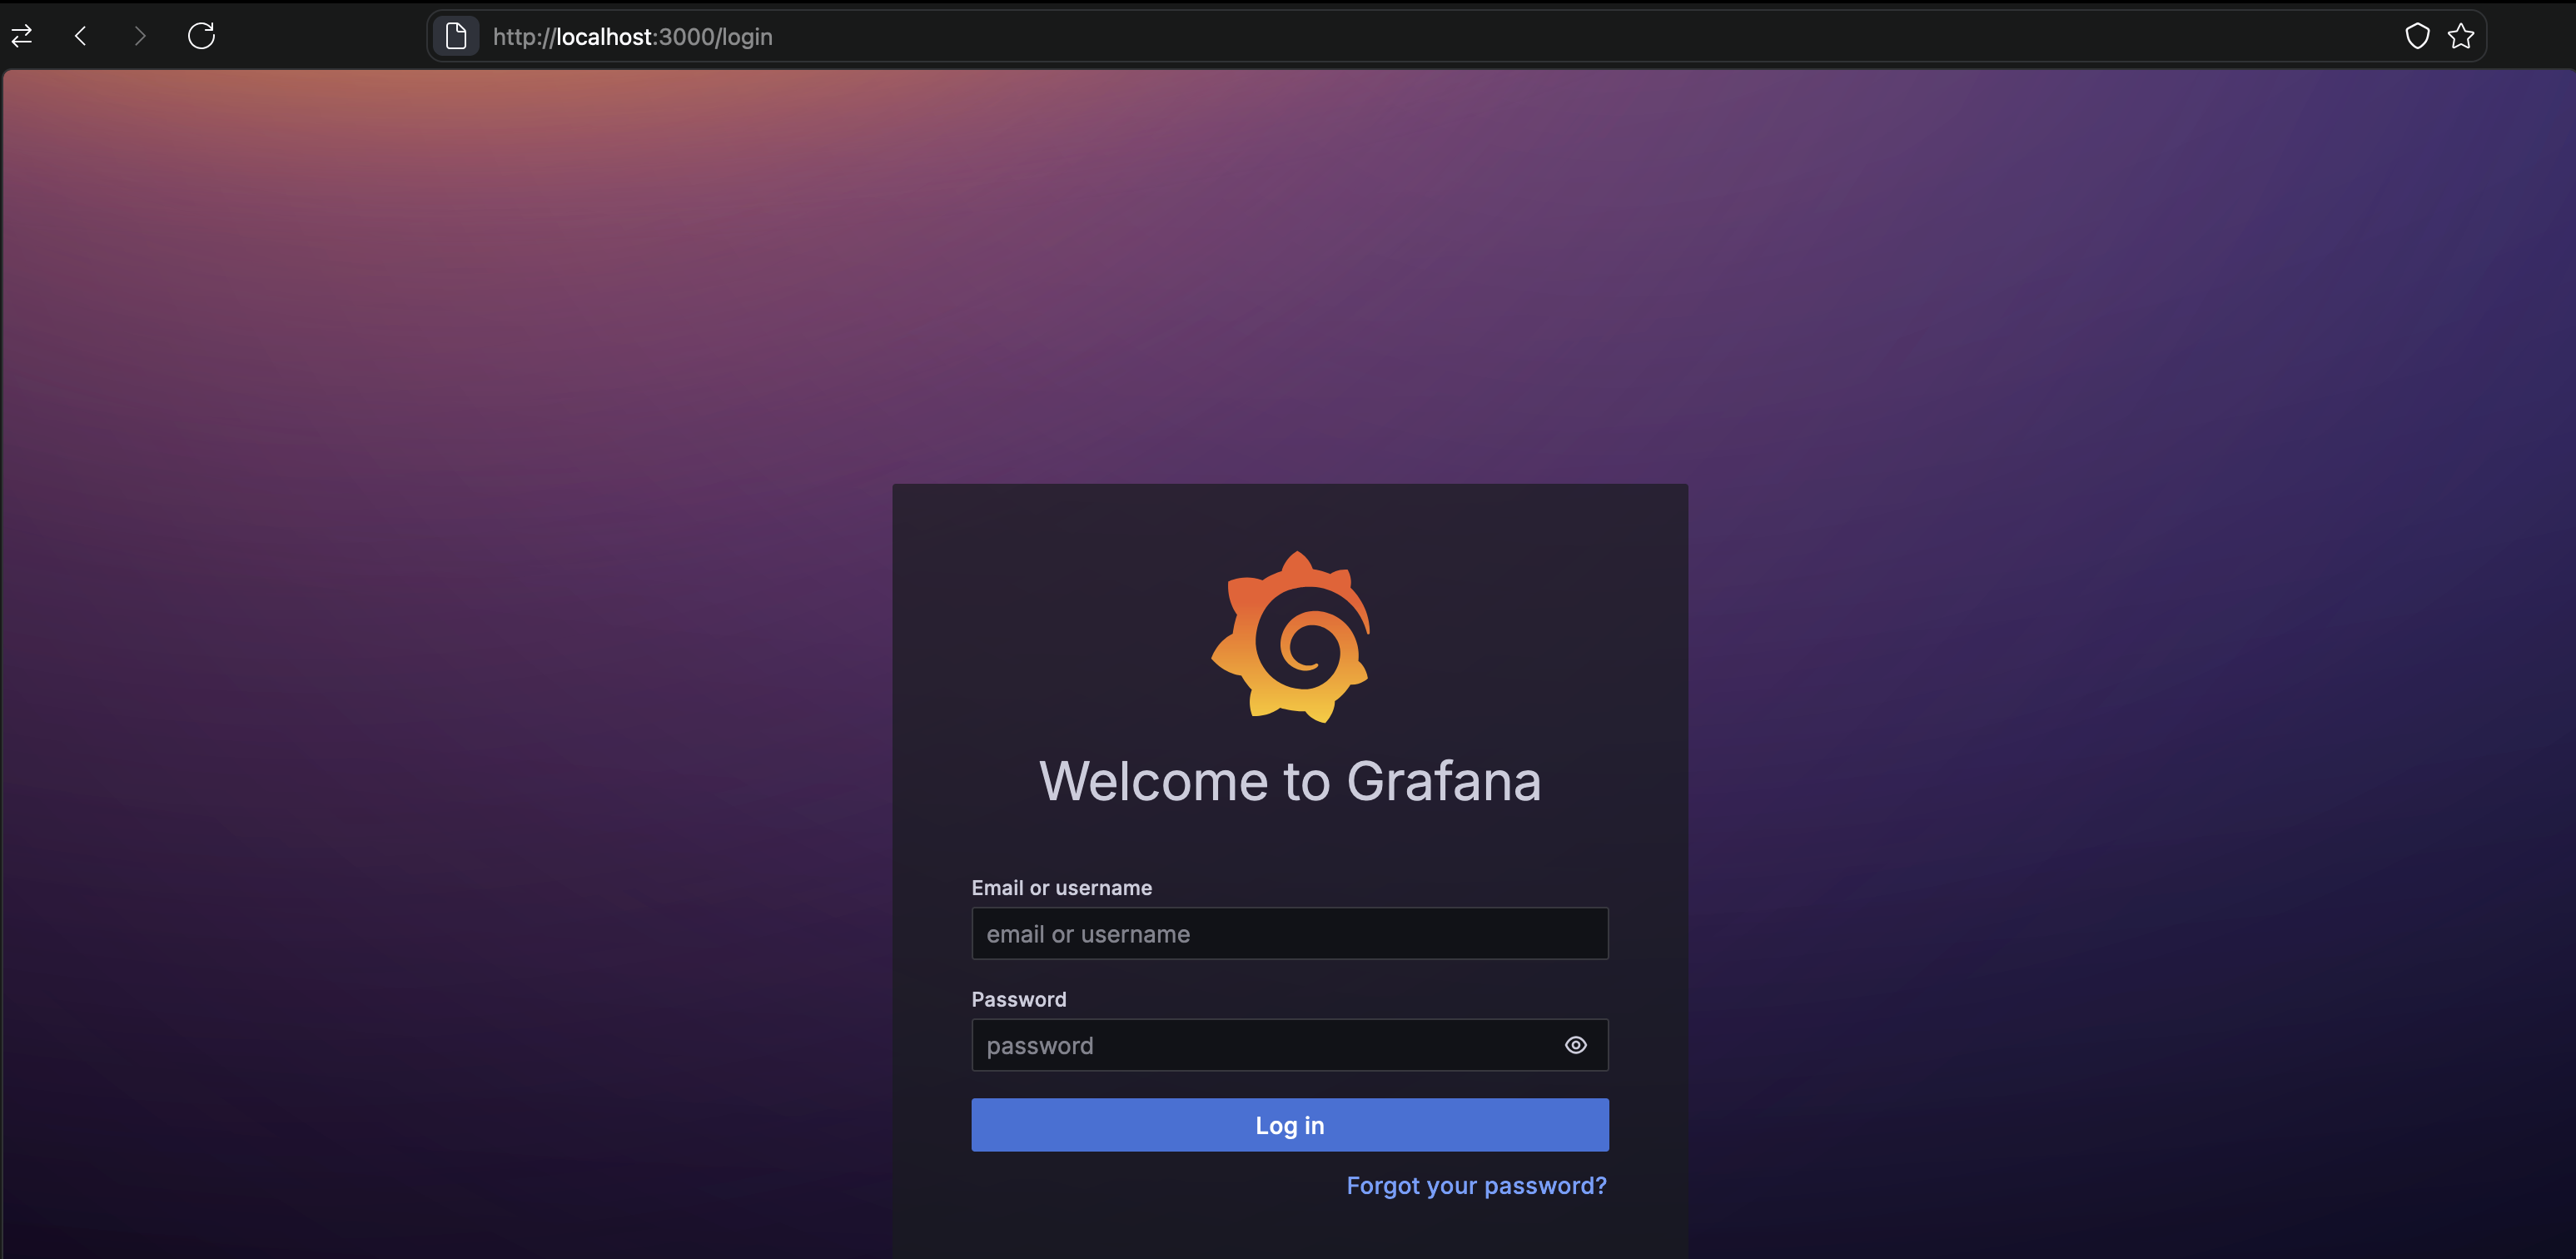 http://localhost:3000/login
Welcome to Grafana
Email or username
email or username
Password
password
Log in
Forgot your password?